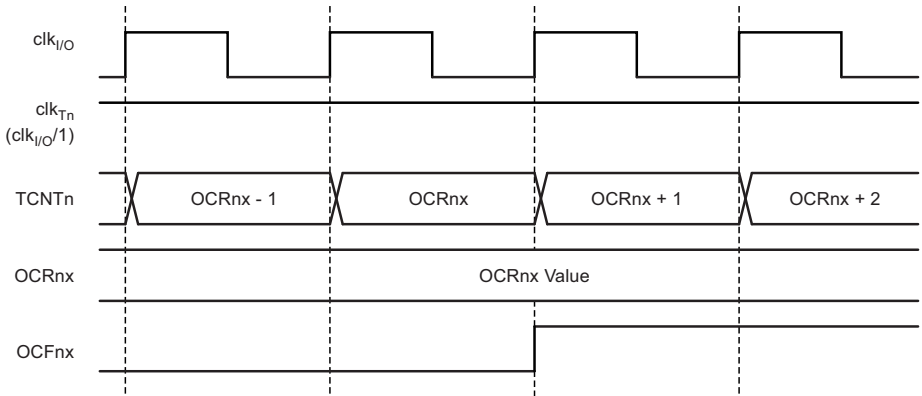 clkI/O
clkTn
(clkI/O/1)
TCNTn OCRnx - 1 OCRnx OCRnx + 1 OCRnx + 2
OCRnx OCRnx Value
OCFnx